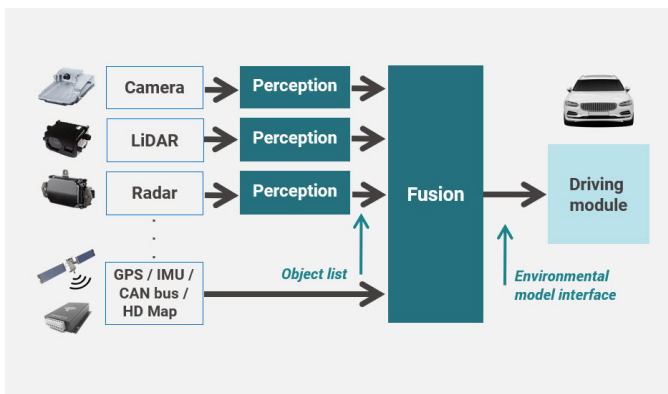 Camera
Perception
LiDAR
Perception
Radar
Perception
Fusion
Driving
module
GPS / IMU /
CAN bus /
HD Map
Object list
Environmental
model interface